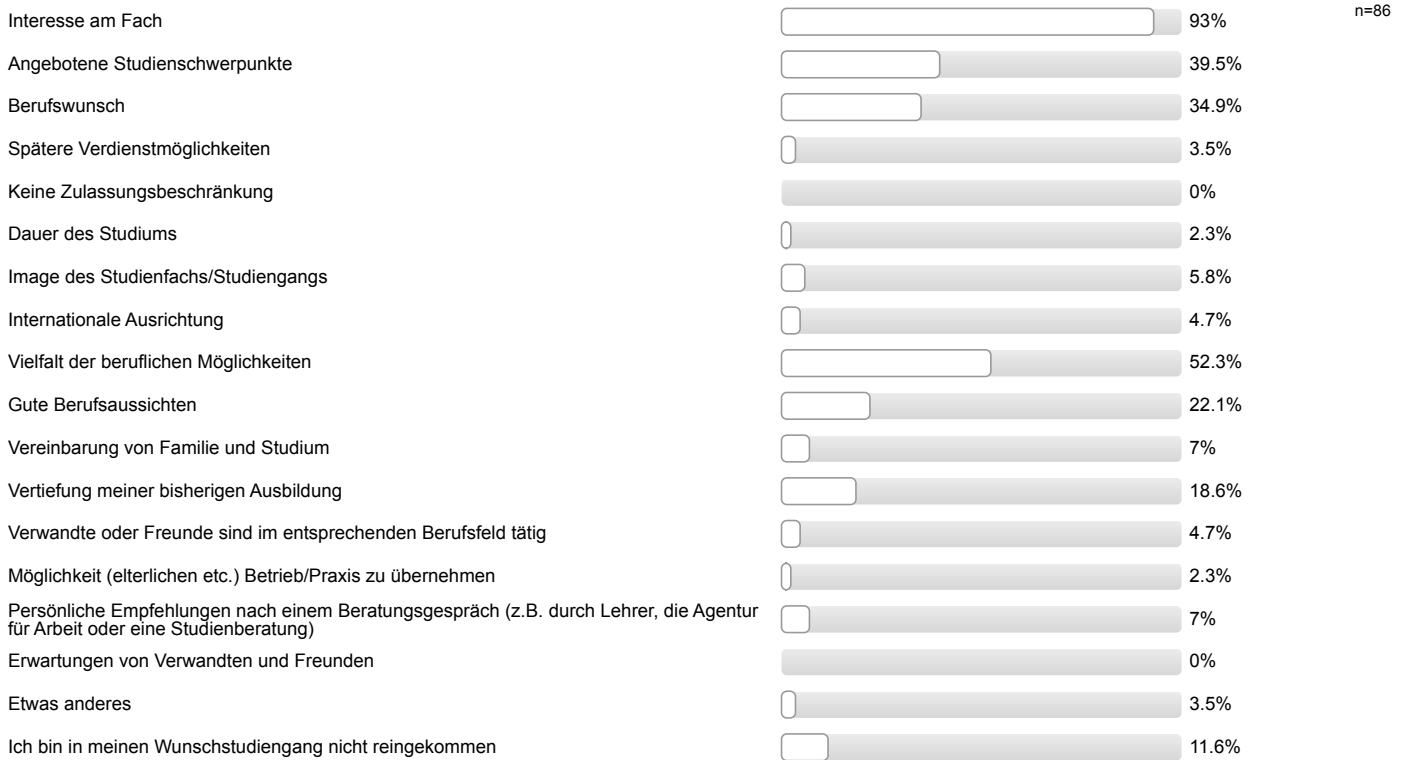 Interesse am Fach 93% n=86
Angebotene Studienschwerpunkte 39.5%
Berufswunsch 34.9%
Spätere Verdienstmöglichkeiten 3.5%
Keine Zulassungsbeschränkung 0%
Dauer des Studiums 2.3%
Image des Studienfachs/Studiengangs 5.8%
Internationale Ausrichtung 4.7%
Vielfalt der beruflichen Möglichkeiten 52.3%
Gute Berufsaussichten 22.1%
Vereinbarung von Familie und Studium 7%
Vertiefung meiner bisherigen Ausbildung 18.6%
Verwandte oder Freunde sind im entsprechenden Berufsfeld tätig 4.7%
Möglichkeit (elterlichen etc.) Betrieb/Praxis zu übernehmen 2.3%
Persönliche Empfehlungen nach einem Beratungsgespräch (z.B. durch Lehrer, die Agentur
für Arbeit oder eine Studienberatung) 7%
Erwartungen von Verwandten und Freunden 0%
Etwas anderes 3.5%
Ich bin in meinen Wunschstudiengang nicht reingekommen 11.6%